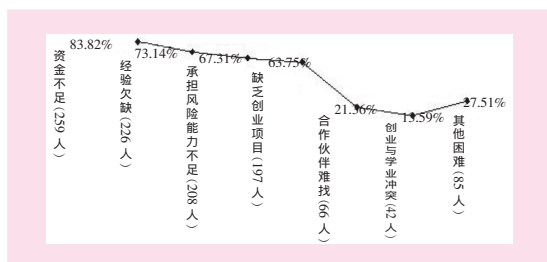 83.82%
73.14%
67.31%
63.75%
21.36%
13.59%
27.51%
资金不足(259人)
经验欠缺(226人)
承担风险能力不足(208人)
缺乏创业项目(197人)
合作伙伴难找(66人)
创业与学业冲突(42人)
其他困难(85人)